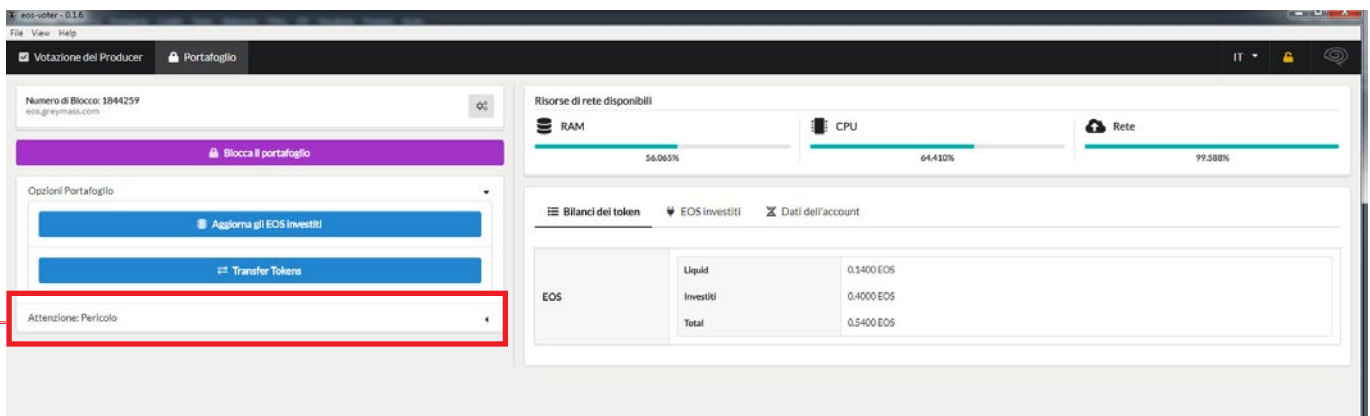 eos-voter - 0.1.6
File View Help
Votazione dei Producer
Portafoglio
IT
Numero di Blocco: 1844259
eos.greymass.com
Blocca il portafoglio
Opzioni Portafoglio
Aggiorna gli EOS investiti
Transfer Tokens
Attenzione: Pericolo
Risorse di rete disponibili
RAM
56.065%
CPU
64.410%
Rete
99.588%
Bilanci dei token
EOS investiti
Dati dell'account
EOS
Liquid 0.1400 EOS
Investiti 0.4000 EOS
Total 0.5400 EOS